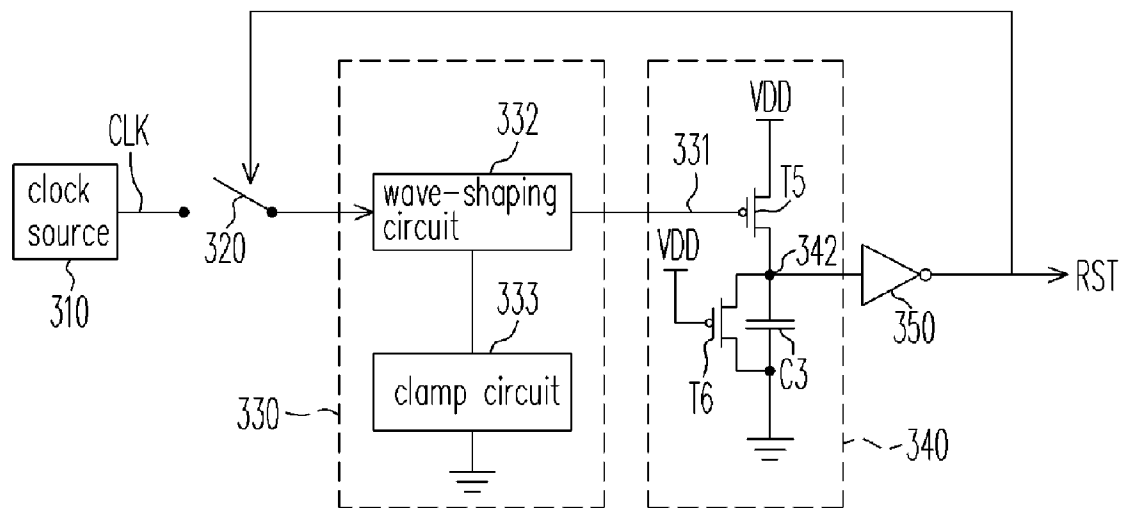 CLK
clock
source
310
320
330
332
wave-shaping
circuit
333
clamp circuit
331
VDD
T5
VDD
342
T6
C3
340
350
RST